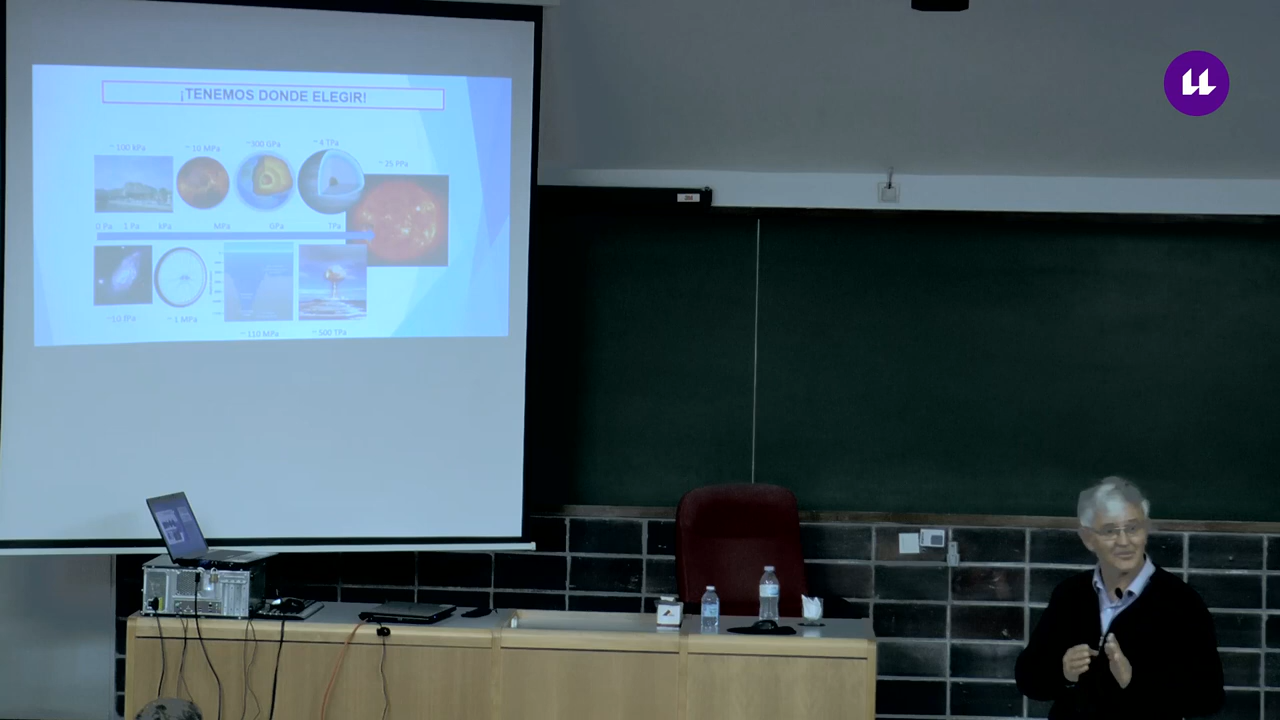 ¡TENEMOS DONDE ELEGIR!
~ 100 kPa ~ 10 MPa ~300 GPa ~ 4 TPa
~ 25 PPa
0 Pa 1 Pa kPa MPa GPa TPa
~ 1 MPa
~ 110 MPa ~ 500 TPa